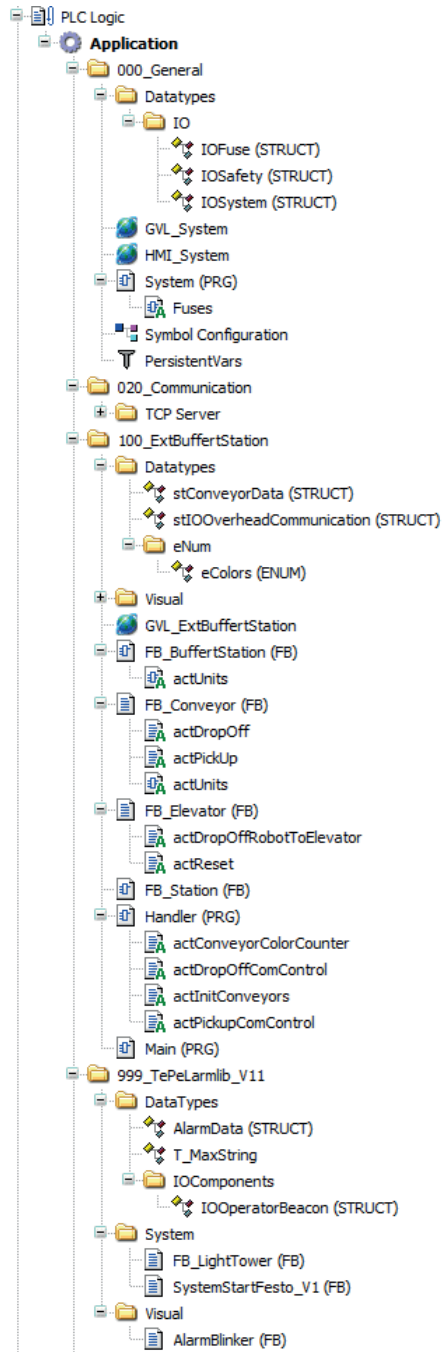 PLC Logic
Application
000_General
Datatypes
IO
IOFuse (STRUCT)
IOSafety (STRUCT)
IOSystem (STRUCT)
GVL_System
HMI_System
System (PRG)
Fuses
Symbol Configuration
PersistentVars
020_Communication
TCP Server
100_ExtBuffertStation
Datatypes
stConveyorData (STRUCT)
stIOOverheadCommunication (STRUCT)
eNum
eColors (ENUM)
Visual
GVL_ExtBuffertStation
FB_BuffertStation (FB)
actUnits
FB_Conveyor (FB)
actDropOff
actPickUp
actUnits
FB_Elevator (FB)
actDropOffRobotToElevator
actReset
FB_Station (FB)
Handler (PRG)
actConveyorColorCounter
actDropOffComControl
actInitConveyors
actPickupComControl
Main (PRG)
999_TePeLarmlib_V11
DataTypes
AlarmData (STRUCT)
T_MaxString
IOComponents
IOOperatorBeacon (STRUCT)
System
FB_LightTower (FB)
SystemStartFesto_V1 (FB)
Visual
AlarmBlinker (FB)